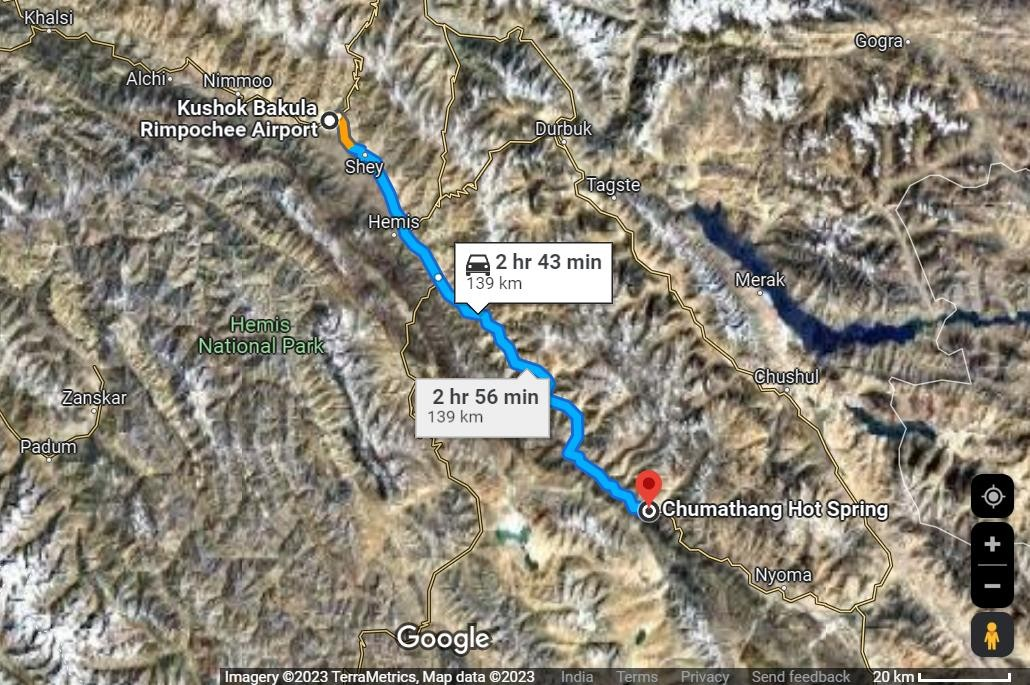 Khalsi
Gogra
Alchi
Nimmoo
Kushok Bakula
Rimpochee Airport
Durbuk
Shey
Tagste
Hemis
2 hr 43 min
139 km
Merak
Hemis
National Park
Chushul
2 hr 56 min
139 km
Zanskar
Padum
Chumathang Hot Spring
Nyoma
Google
Imagery ©2023 TerraMetrics, Map data ©2023 India Terms Privacy Send feedback 20 km